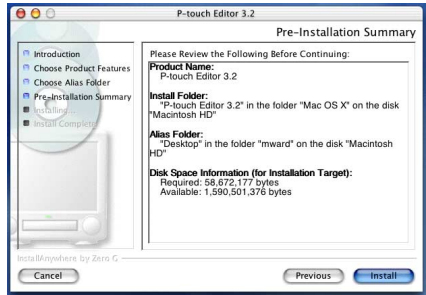 P-touch Editor 3.2
Pre-Installation Summary
Introduction
Choose Product Features
Choose Alias Folder
Pre-Installation Summary
Installing...
Install Complete
Please Review the Following Before Continuing:
Product Name:
P-touch Editor 3.2
Install Folder:
"P-touch Editor 3.2" in the folder "Mac OS X" on the disk
"Macintosh HD"
Alias Folder:
"Desktop" in the folder "mward" on the disk "Macintosh
HD"
Disk Space Information (for Installation Target):
Required: 58,672,177 bytes
Available: 1,590,501,376 bytes
InstallAnywhere by Zero G
Cancel
Previous
Install